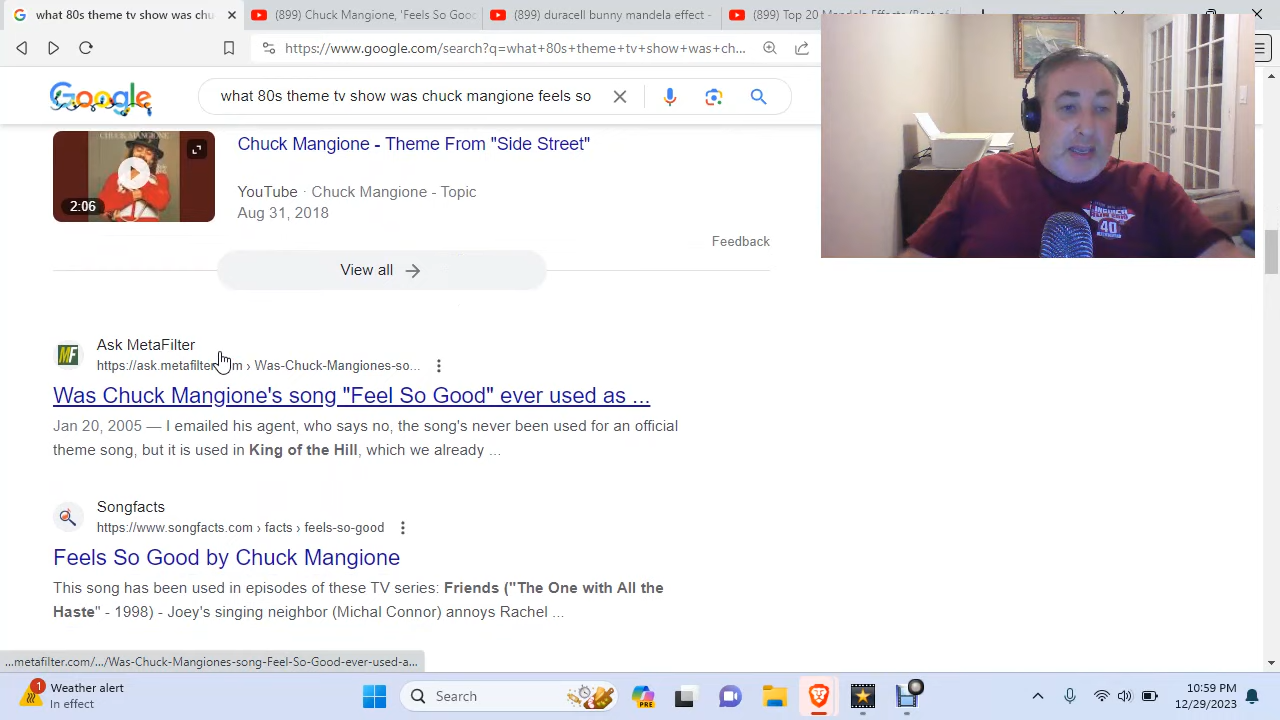 what 80s theme tv show was chu
(899) Chuck Mangione, 'Feels So Good
(899) duracell bunny mandela effect -
(899) Top 20 Mandela Effects (Best of
https://www.google.com/search?q=what+80s+theme+tv+show+was+ch...
Google
what 80s theme tv show was chuck mangione feels so
CHUCK MANGIONE
2:06
Chuck Mangione - Theme From "Side Street"
YouTube · Chuck Mangione - Topic
Aug 31, 2018
Feedback
View all
MF
Ask MetaFilter
https://ask.metafilter.com › Was-Chuck-Mangiones-so...
Was Chuck Mangione's song "Feel So Good" ever used as ...
Jan 20, 2005 — I emailed his agent, who says no, the song's never been used for an official
theme song, but it is used in King of the Hill, which we already ...
Songfacts
https://www.songfacts.com › facts › feels-so-good
Feels So Good by Chuck Mangione
This song has been used in episodes of these TV series: Friends ("The One with All the
Haste" - 1998) - Joey's singing neighbor (Michal Connor) annoys Rachel ...
...metafilter.com/.../Was-Chuck-Mangiones-song-Feel-So-Good-ever-used-a...
1
Weather alert
In effect
Search
PRE
10:59 PM
12/29/2023
40